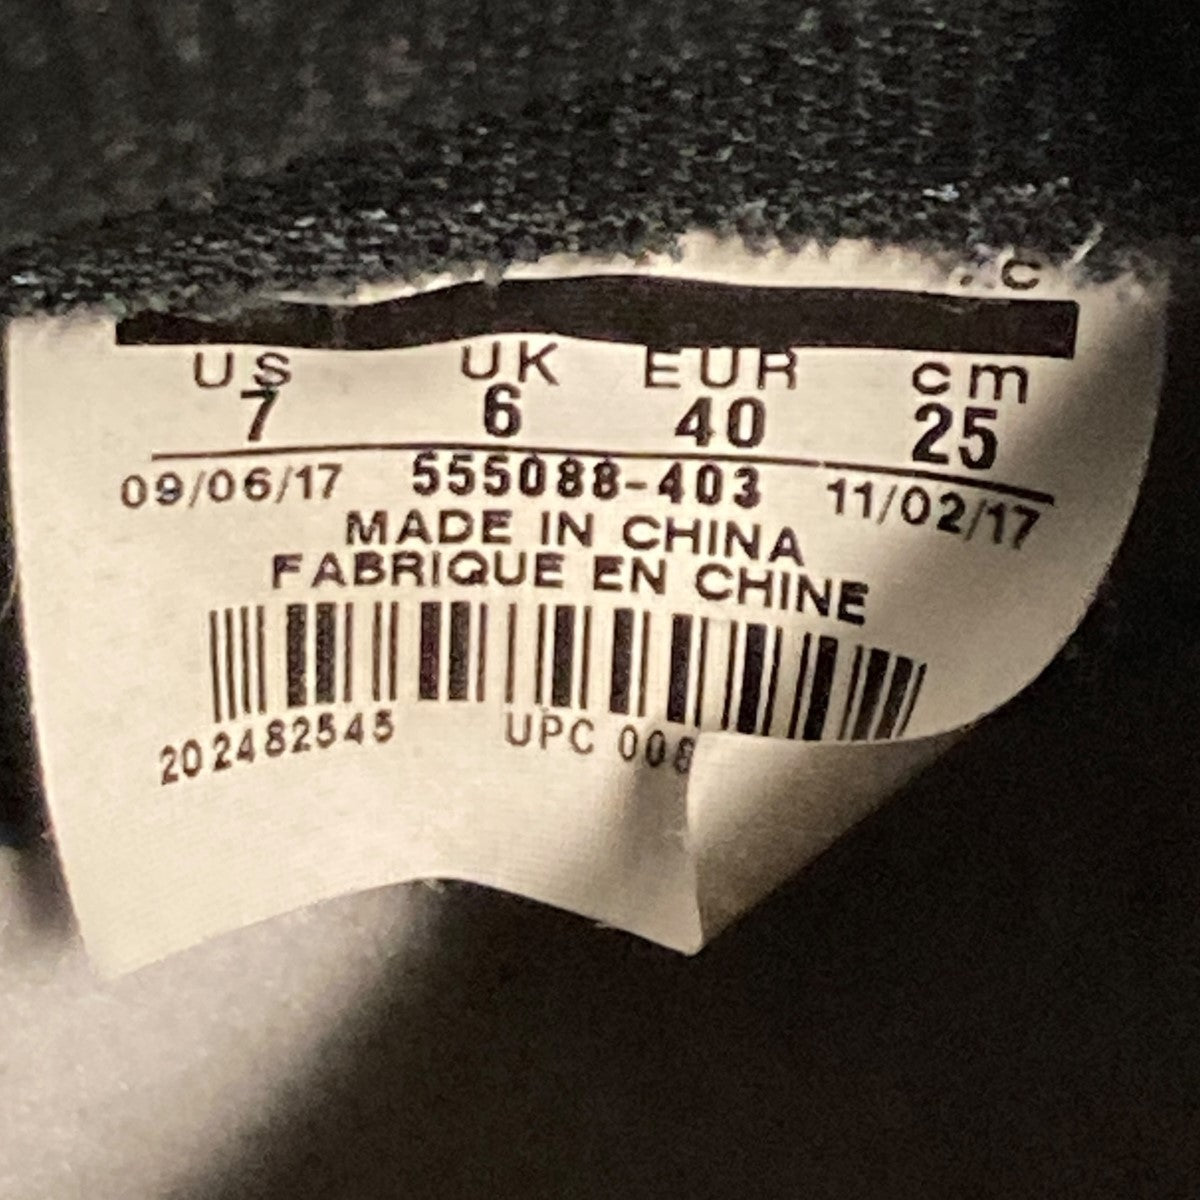 US UK EUR cm
7 6 40 25
09/06/17 555088-403 11/02/17
MADE IN CHINA
FABRIQUE EN CHINE
202482545 UPC 008